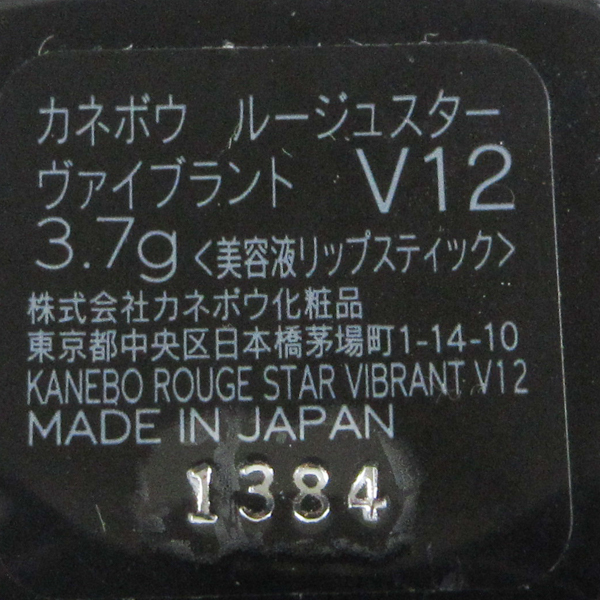 カネボウ ルージュスター
ヴァイブラント V12
3.7g <美容液リップスティック>
株式会社カネボウ化粧品
東京都中央区日本橋茅場町1-14-10
KANEBO ROUGE STAR VIBRANT V12
MADE IN JAPAN
1384